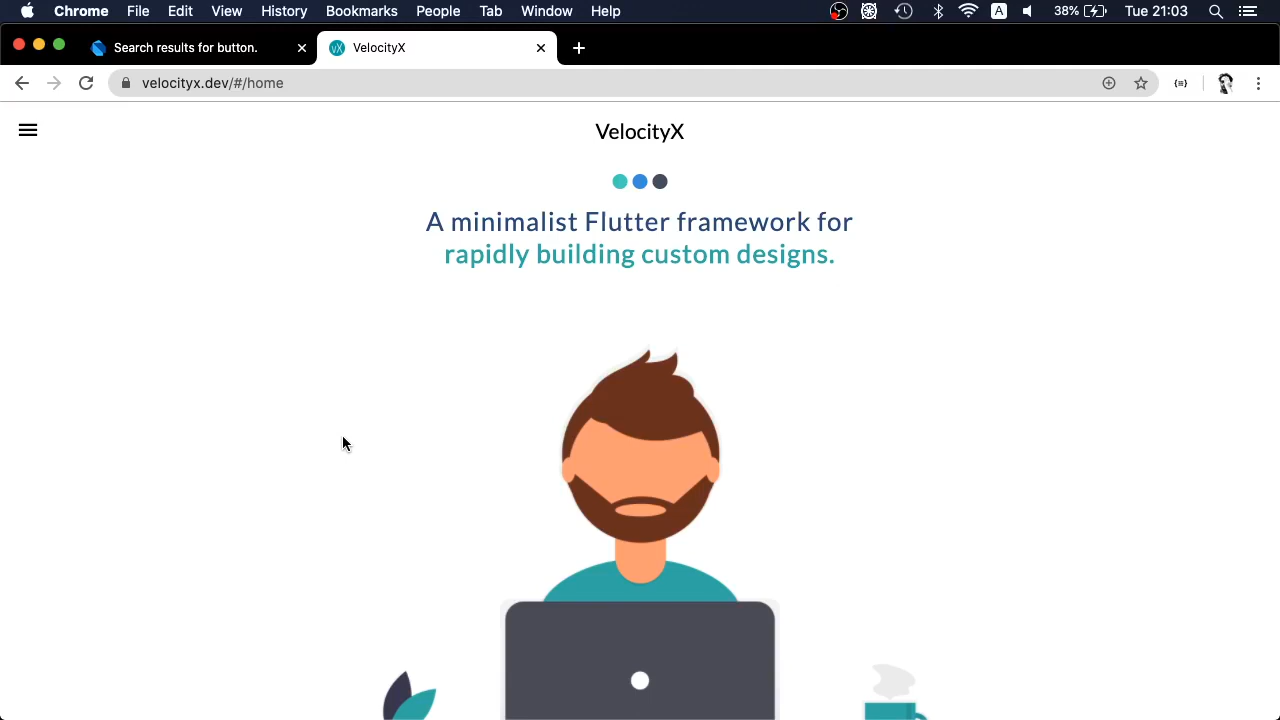 Chrome File Edit View History Bookmarks People Tab Window Help A 38% Tue 21:03
Search results for button. vX VelocityX
velocityx.dev/#/home
VelocityX
A minimalist Flutter framework for
rapidly building custom designs.